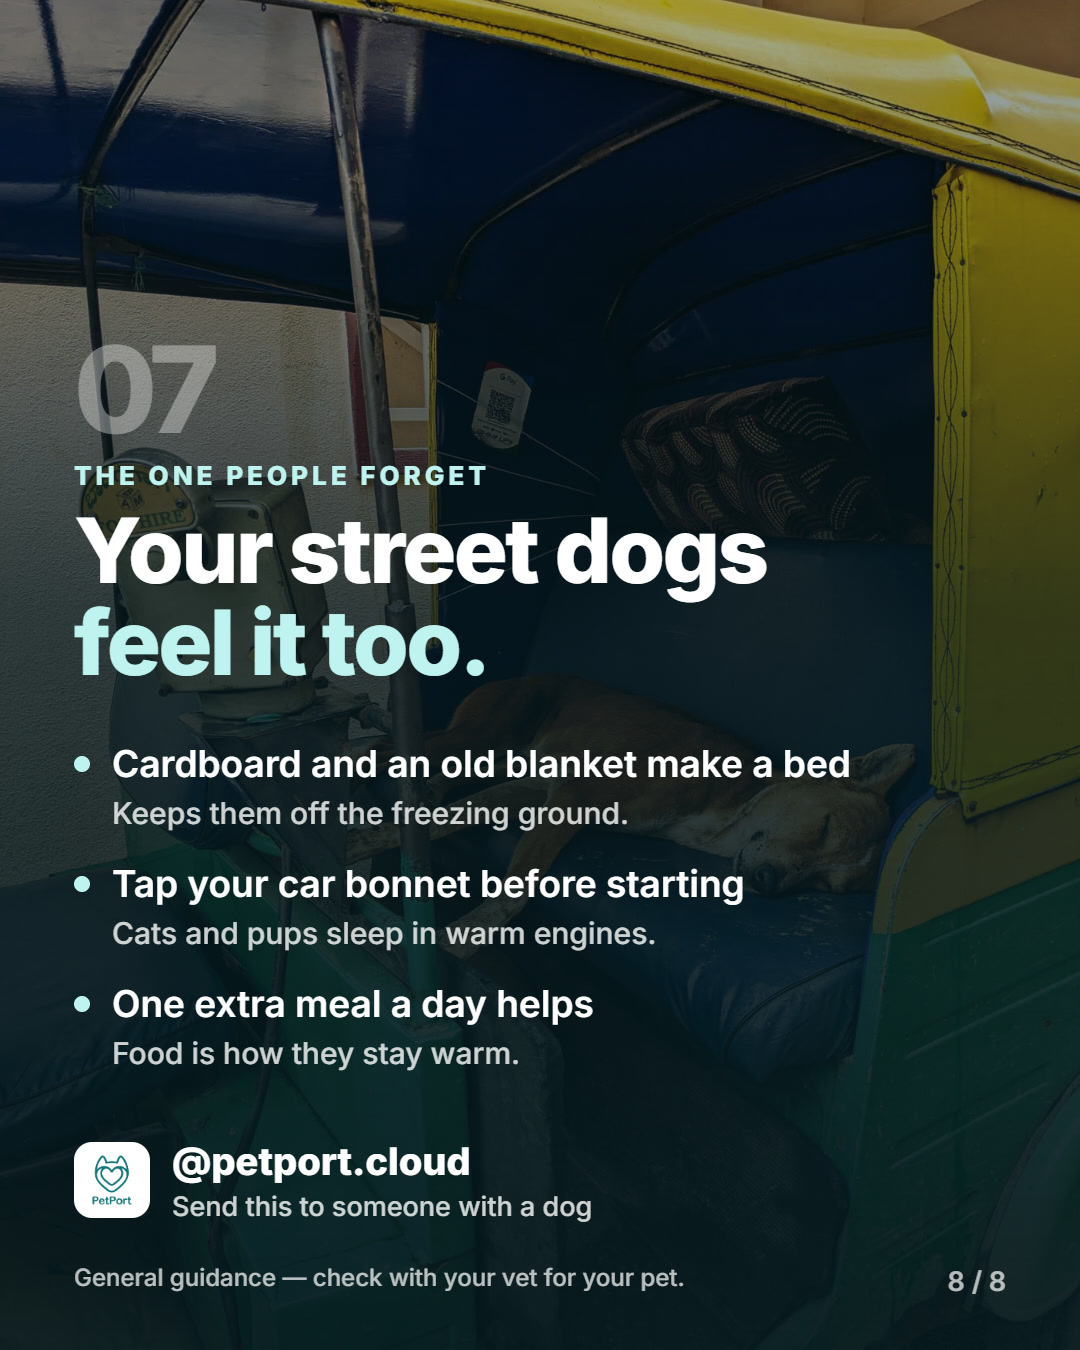 07
THE ONE PEOPLE FORGET
Your street dogs
feel it too.
Cardboard and an old blanket make a bed
Keeps them off the freezing ground.
Tap your car bonnet before starting
Cats and pups sleep in warm engines.
One extra meal a day helps
Food is how they stay warm.
PetPort
@petport.cloud
Send this to someone with a dog
General guidance — check with your vet for your pet.
8 / 8